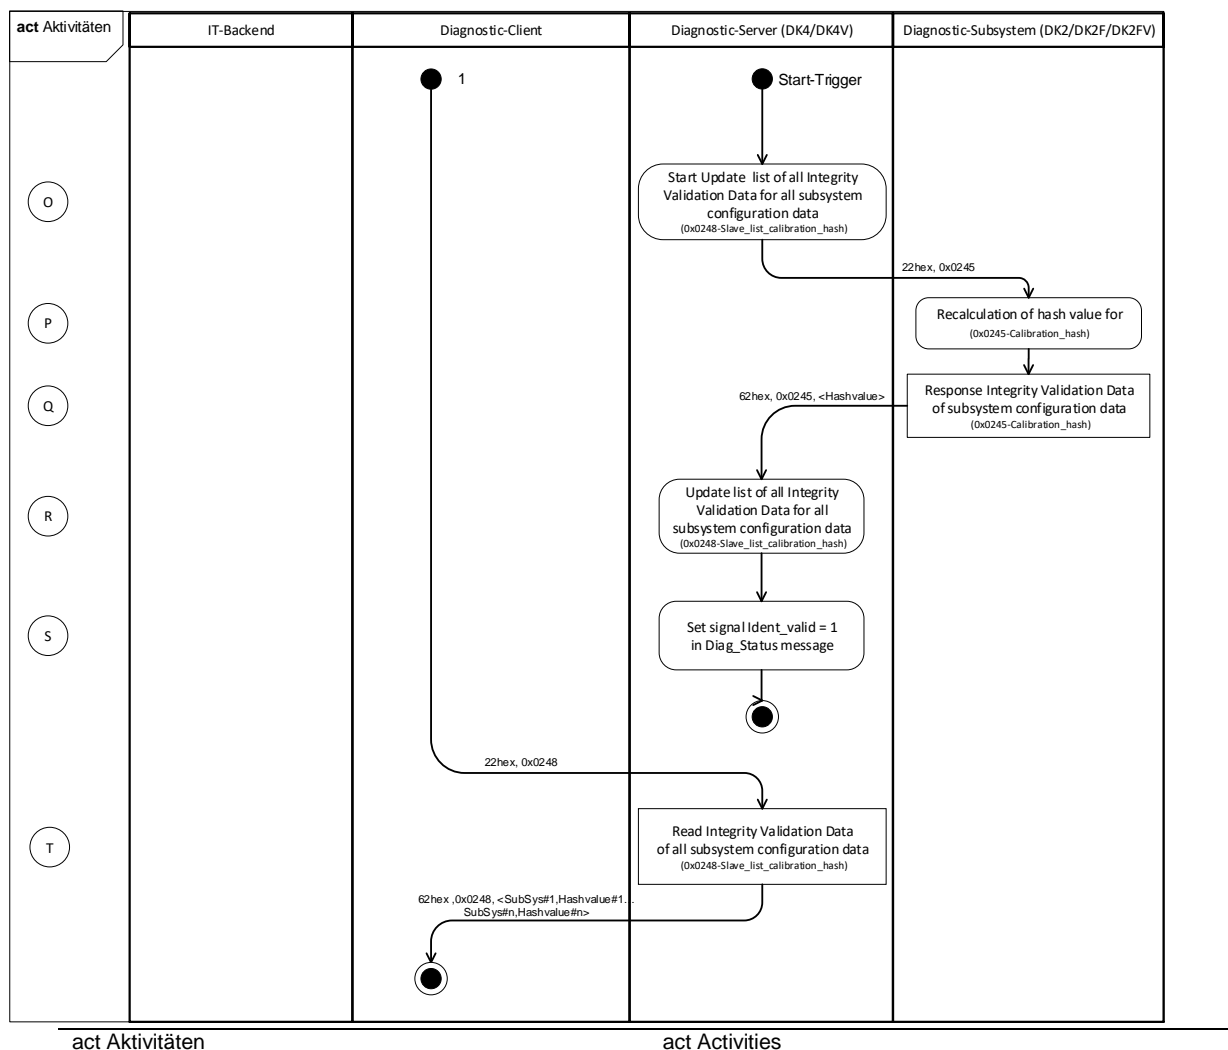 act Aktivitäten
IT-Backend
Diagnostic-Client
Diagnostic-Server (DK4/DK4V)
Diagnostic-Subsystem (DK2/DK2F/DK2FV)
1
Start-Trigger
O
Start Update list of all Integrity
Validation Data for all subsystem
configuration data
(0x0248-Slave_list_calibration_hash)
22hex, 0x0245
P
Recalculation of hash value for
(0x0245-Calibration_hash)
Q
62hex, 0x0245, <Hashvalue>
Response Integrity Validation Data
of subsystem configuration data
(0x0245-Calibration_hash)
R
Update list of all Integrity
Validation Data for all
subsystem configuration data
(0x0248-Slave_list_calibration_hash)
S
Set signal Ident_valid = 1
in Diag_Status message
22hex, 0x0248
T
Read Integrity Validation Data
of all subsystem configuration data
(0x0248-Slave_list_calibration_hash)
62hex ,0x0248, <SubSys#1,Hashvalue#1...
SubSys#n,Hashvalue#n>
act Aktivitäten
act Activities